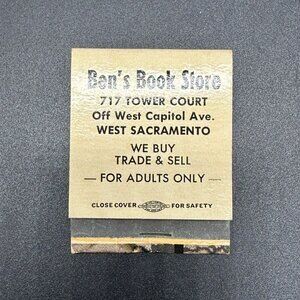 Ben's Book Store
717 TOWER COURT
Off West Capitol Ave.
WEST SACRAMENTO
WE BUY
TRADE & SELL
— FOR ADULTS ONLY —
CLOSE COVER FOR SAFETY